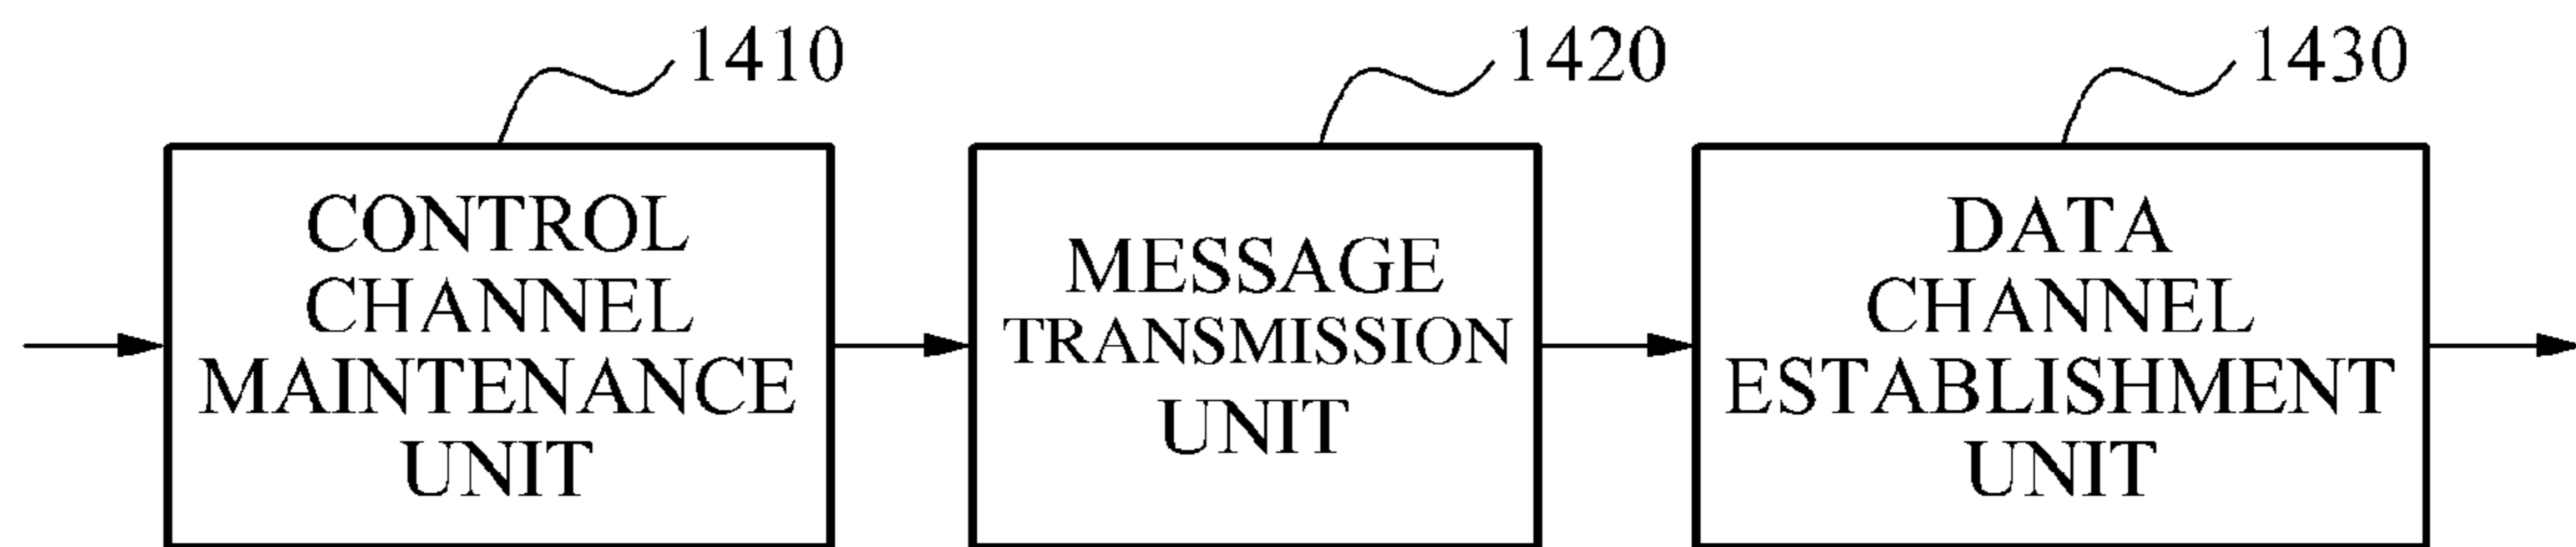 1410
1420
1430
CONTROL
CHANNEL
MAINTENANCE
UNIT
MESSAGE
TRANSMISSION
UNIT
DATA
CHANNEL
ESTABLISHMENT
UNIT